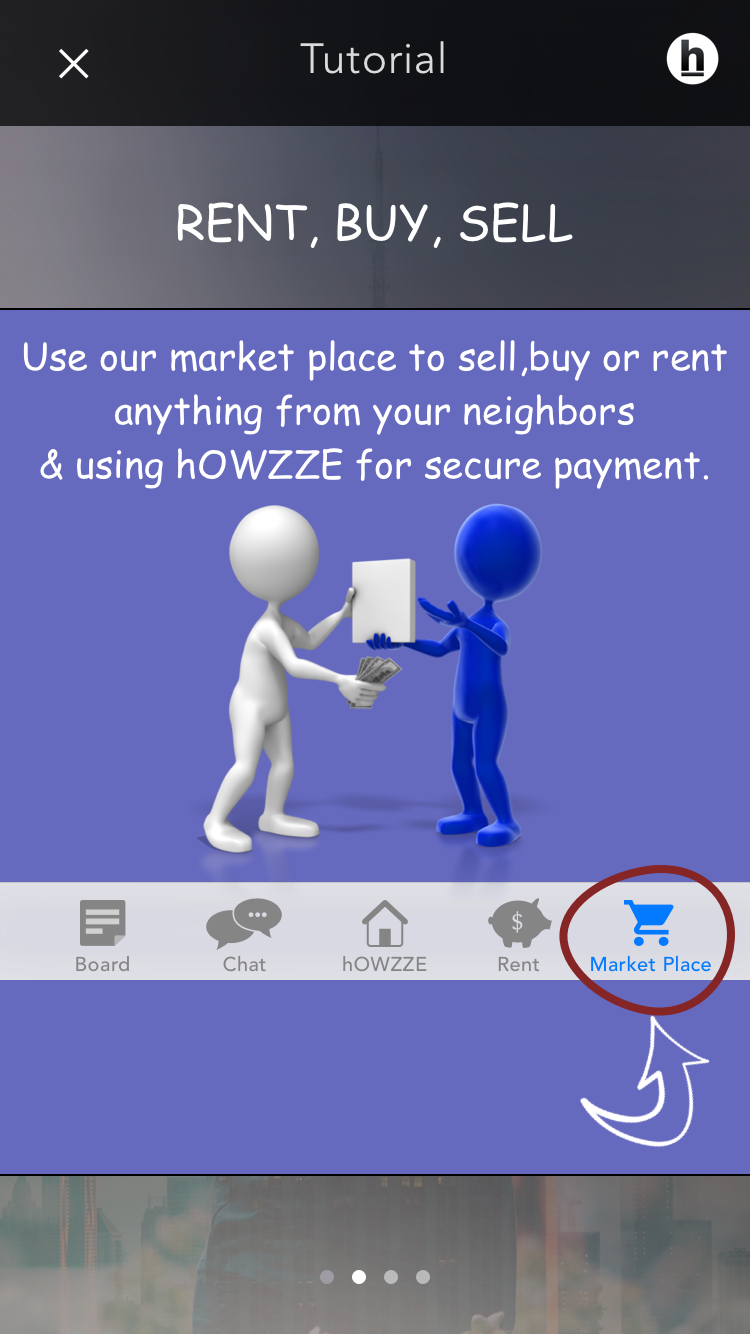 Tutorial
h
RENT, BUY, SELL
Use our market place to sell,buy or rent
anything from your neighbors
& using hOWZZE for secure payment.
$
Board
Chat
hOWZZE
Rent
Market Place